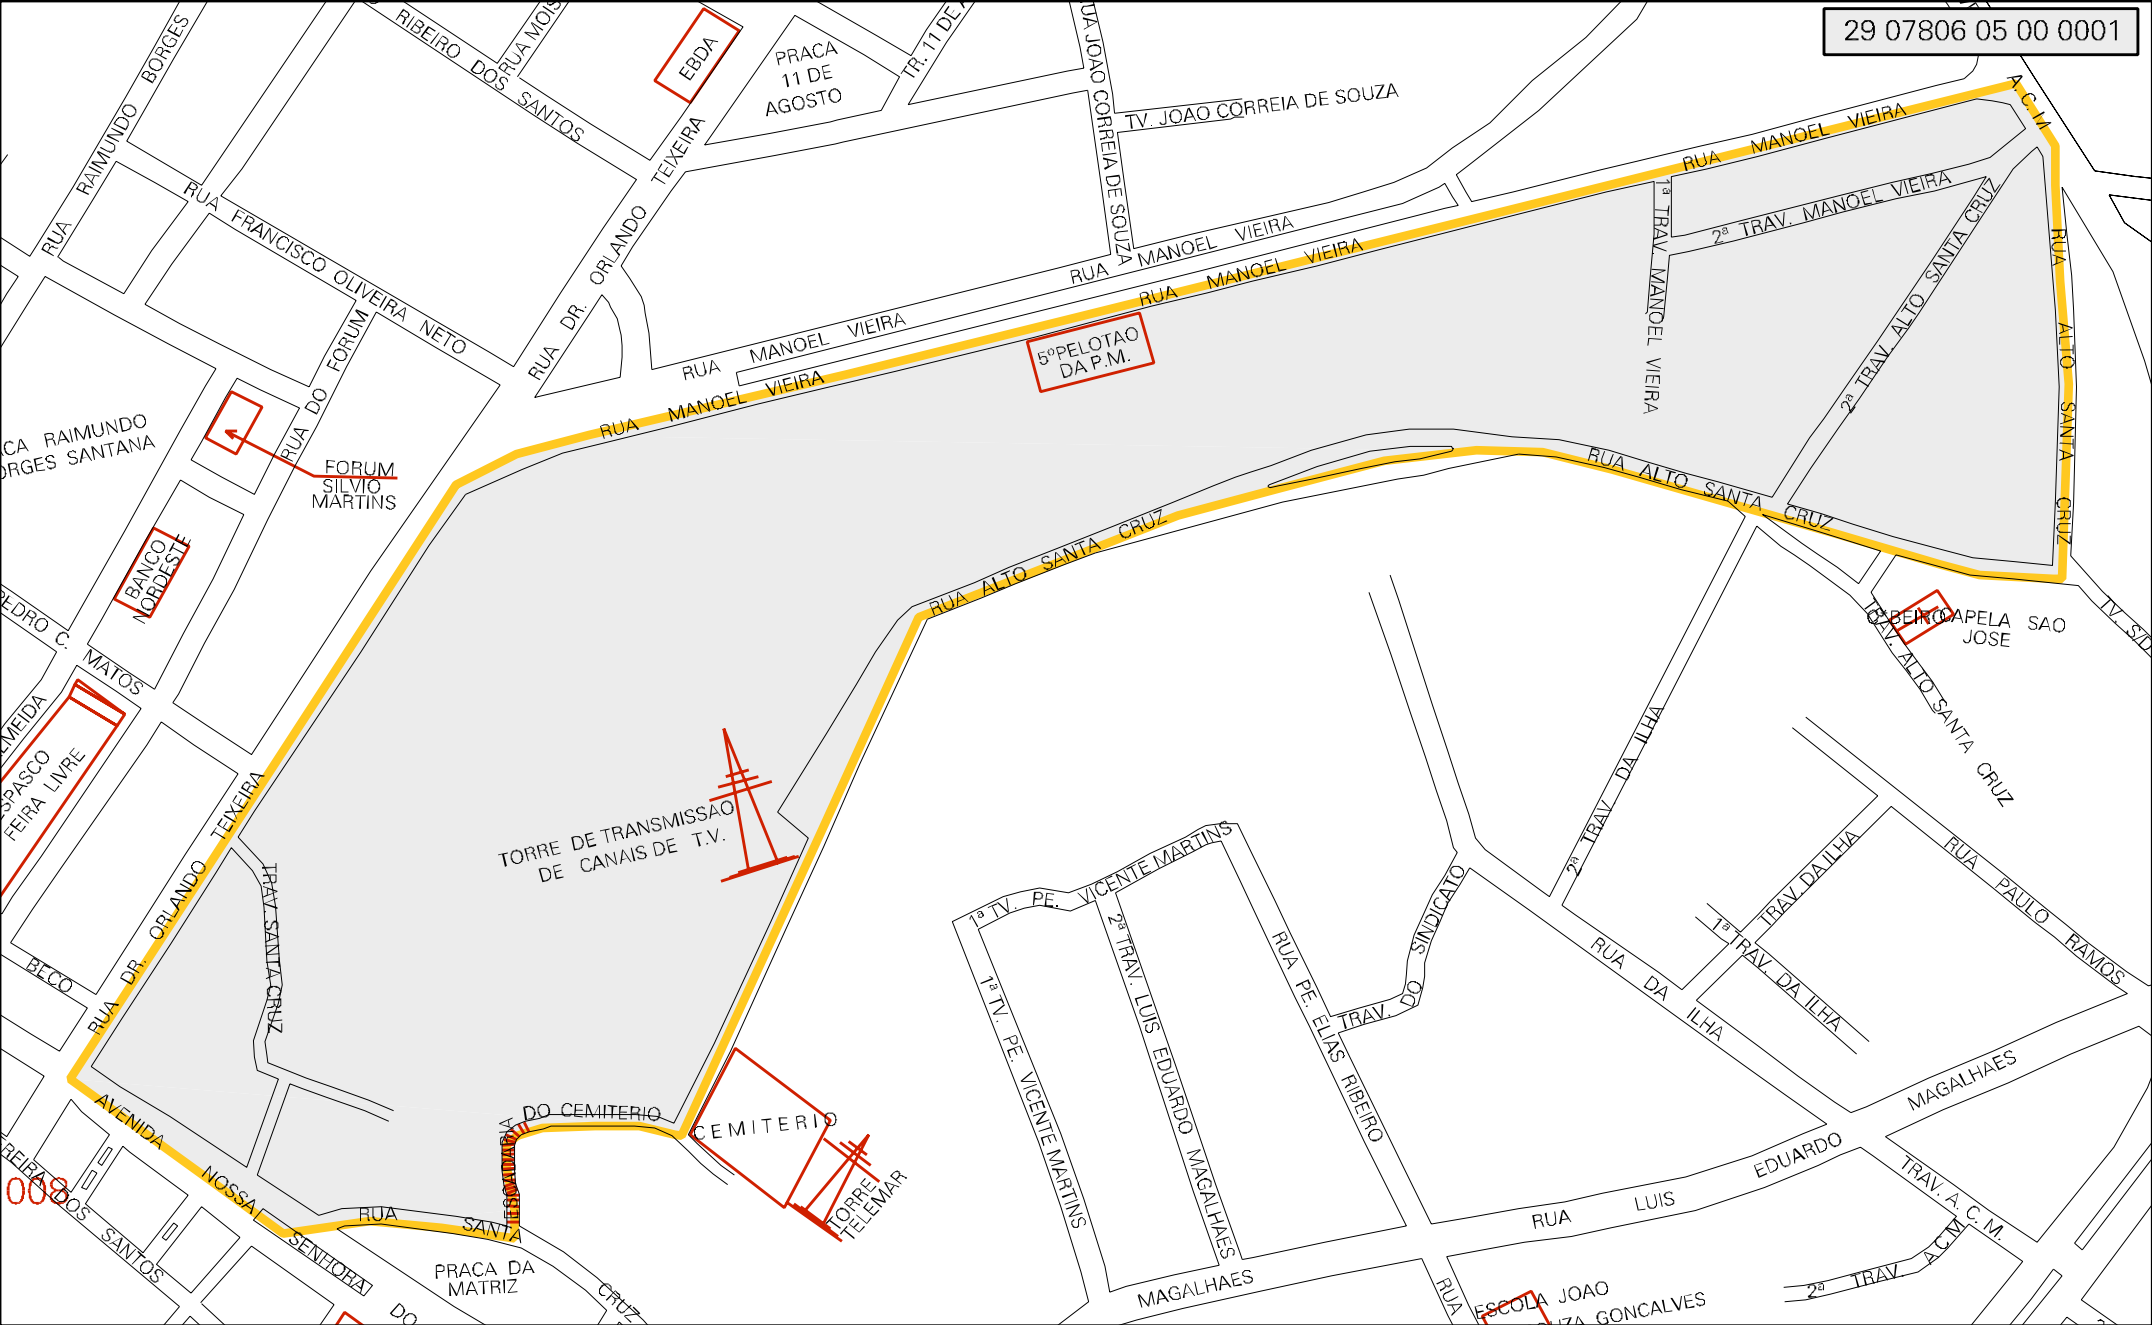 29 07806 05 00 0001
RUA RAIMUNDO BORGES
RIBEIRO DOS SANTOS
RUA MOIS
EBDA
PRACA
11 DE
AGOSTO
TR. 11 DE A
UA JOAO CORREIA DE SOUZA
TV. JOAO CORREIA DE SOUZA
A. C. M
RUA MANOEL VIEIRA
RUA MANOEL VIEIRA
RUA MANOEL VIEIRA
RUA MANOEL VIEIRA
RUA MANOEL VIEIRA
1ª TRAV. MANOEL VIEIRA
2ª TRAV. MANOEL VIEIRA
2ª TRAV. ALTO SANTA CRUZ
RUA ALTO SANTA CRUZ
RUA FRANCISCO OLIVEIRA NETO
RUA DR. ORLANDO TEIXEIRA
RUA DO FORUM
5º PELOTAO
DA P.M.
CA RAIMUNDO
ORGES SANTANA
FORUM
SILVIO
MARTINS
BANCO
NORDESTE
RUA ALTO SANTA CRUZ
RUA ALTO SANTA CRUZ
PEDRO C. MATOS
LMEIDA
SPASCO
FEIRA LIVRE
CAPELA SAO
JOSE
TRAV. ALTO SANTA CRUZ
TV. S/D
TORRE DE TRANSMISSAO
DE CANAIS DE T.V.
2ª TRAV. DA ILHA
TRAV. DA ILHA
1ª TRAV. DA ILHA
RUA PAULO RAMOS
RUA DR. ORLANDO TEIXEIRA
TRAV. SANTA CRUZ
BECO
1ª TV. PE. VICENTE MARTINS
1ª TV. PE. VICENTE MARTINS
2ª TRAV. LUIS EDUARDO MAGALHAES
RUA PE. ELIAS RIBEIRO
TRAV. DO SINDICATO
RUA DA ILHA
AVENIDA NOSSA SENHORA DO
DO CEMITERIO
ESCADARIA
CEMITERIO
TORRE
TELEMAR
RUA SANTA CRUZ
008
REIRA DOS SANTOS
PRACA DA
MATRIZ
RUA LUIS EDUARDO MAGALHAES
MAGALHAES
TRAV. A. C. M.
2ª TRAV. A C M
RUA
ESCOLA JOAO
UZA GONCALVES